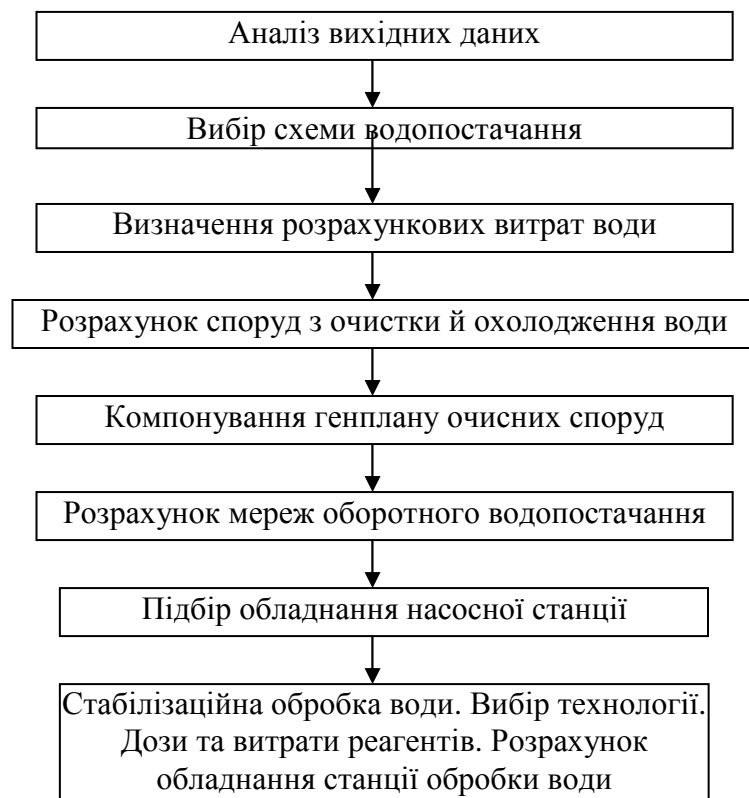 Аналіз вихідних даних
Вибір схеми водопостачання
Визначення розрахункових витрат води
Розрахунок споруд з очистки й охолодження води
Компонування генплану очисних споруд
Розрахунок мереж оборотного водопостачання
Підбір обладнання насосної станції
Стабілізаційна обробка води. Вибір технології.
Дози та витрати реагентів. Розрахунок
обладнання станції обробки води